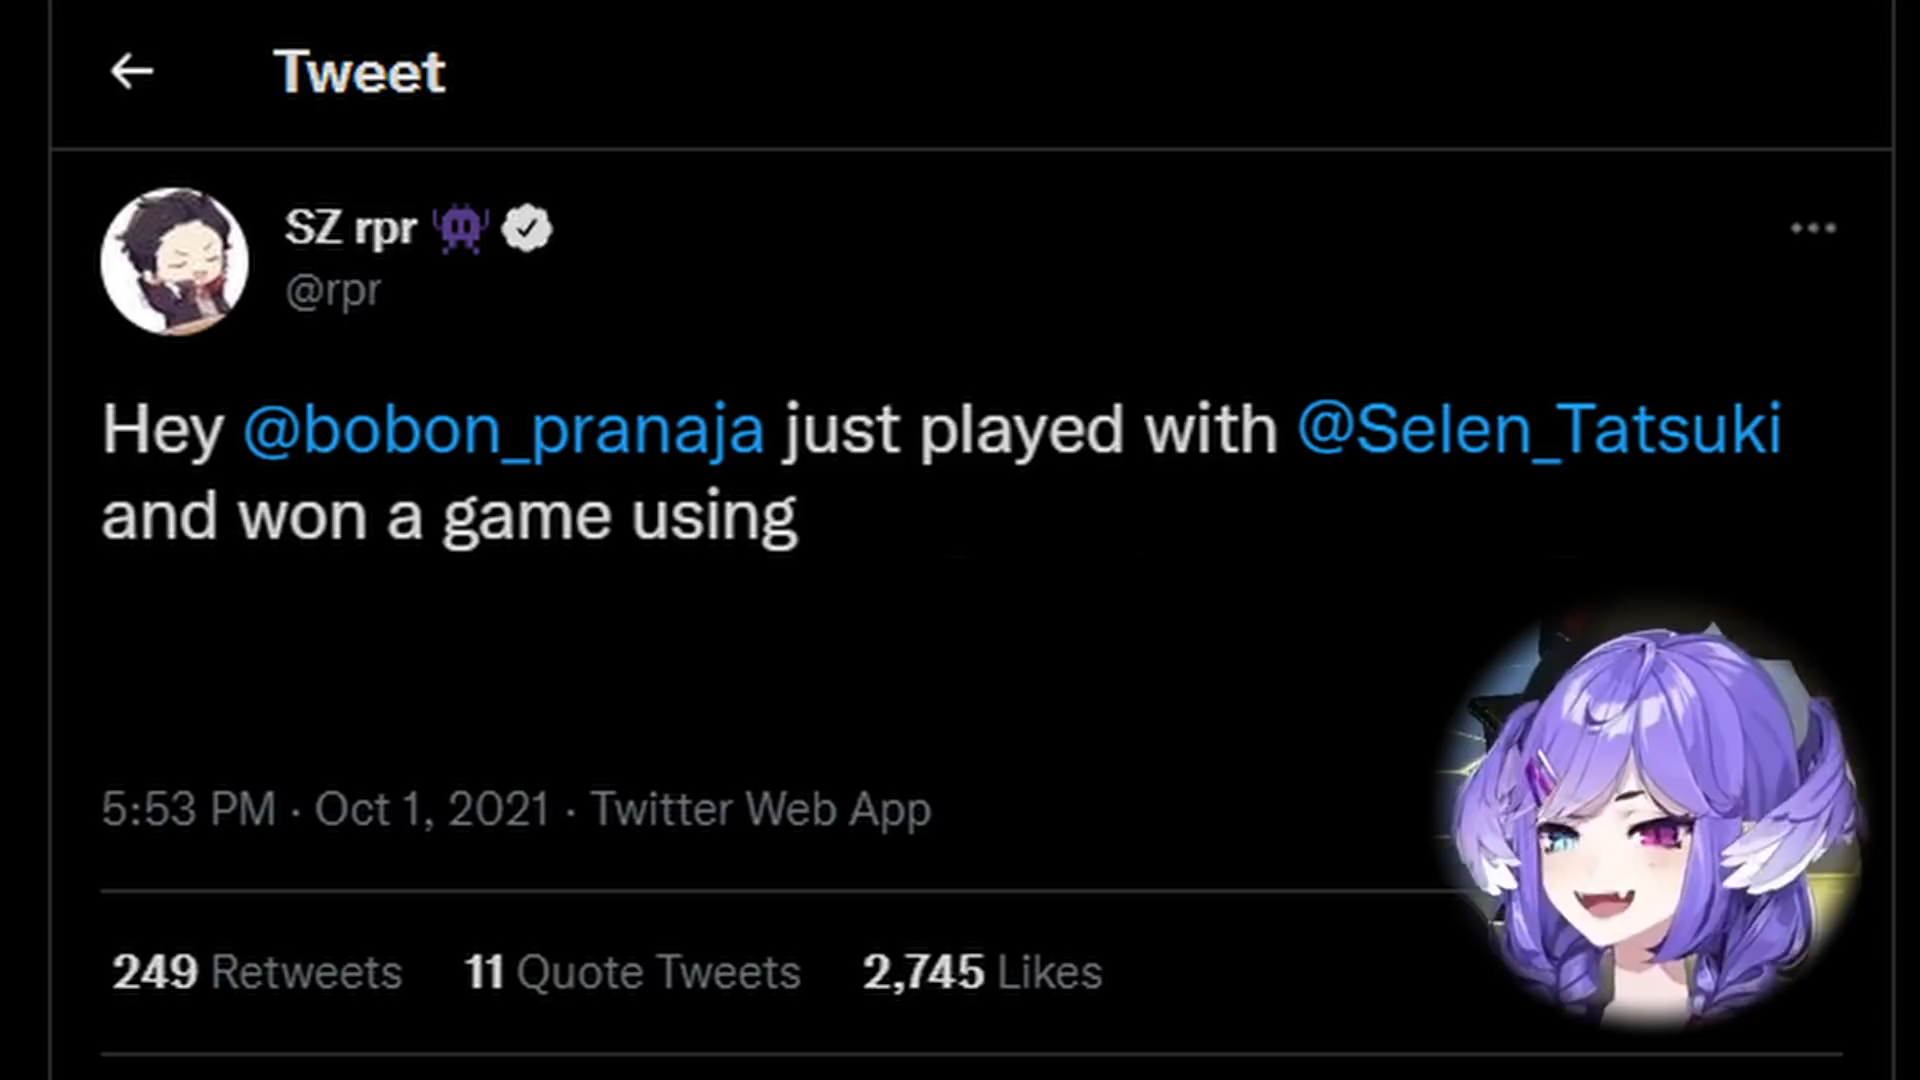 Tweet
SZ rpr
@rpr
Hey @bobon_pranaja just played with @Selen_Tatsuki
and won a game using
5:53 PM · Oct 1, 2021 · Twitter Web App
249 Retweets 11 Quote Tweets 2,745 Likes